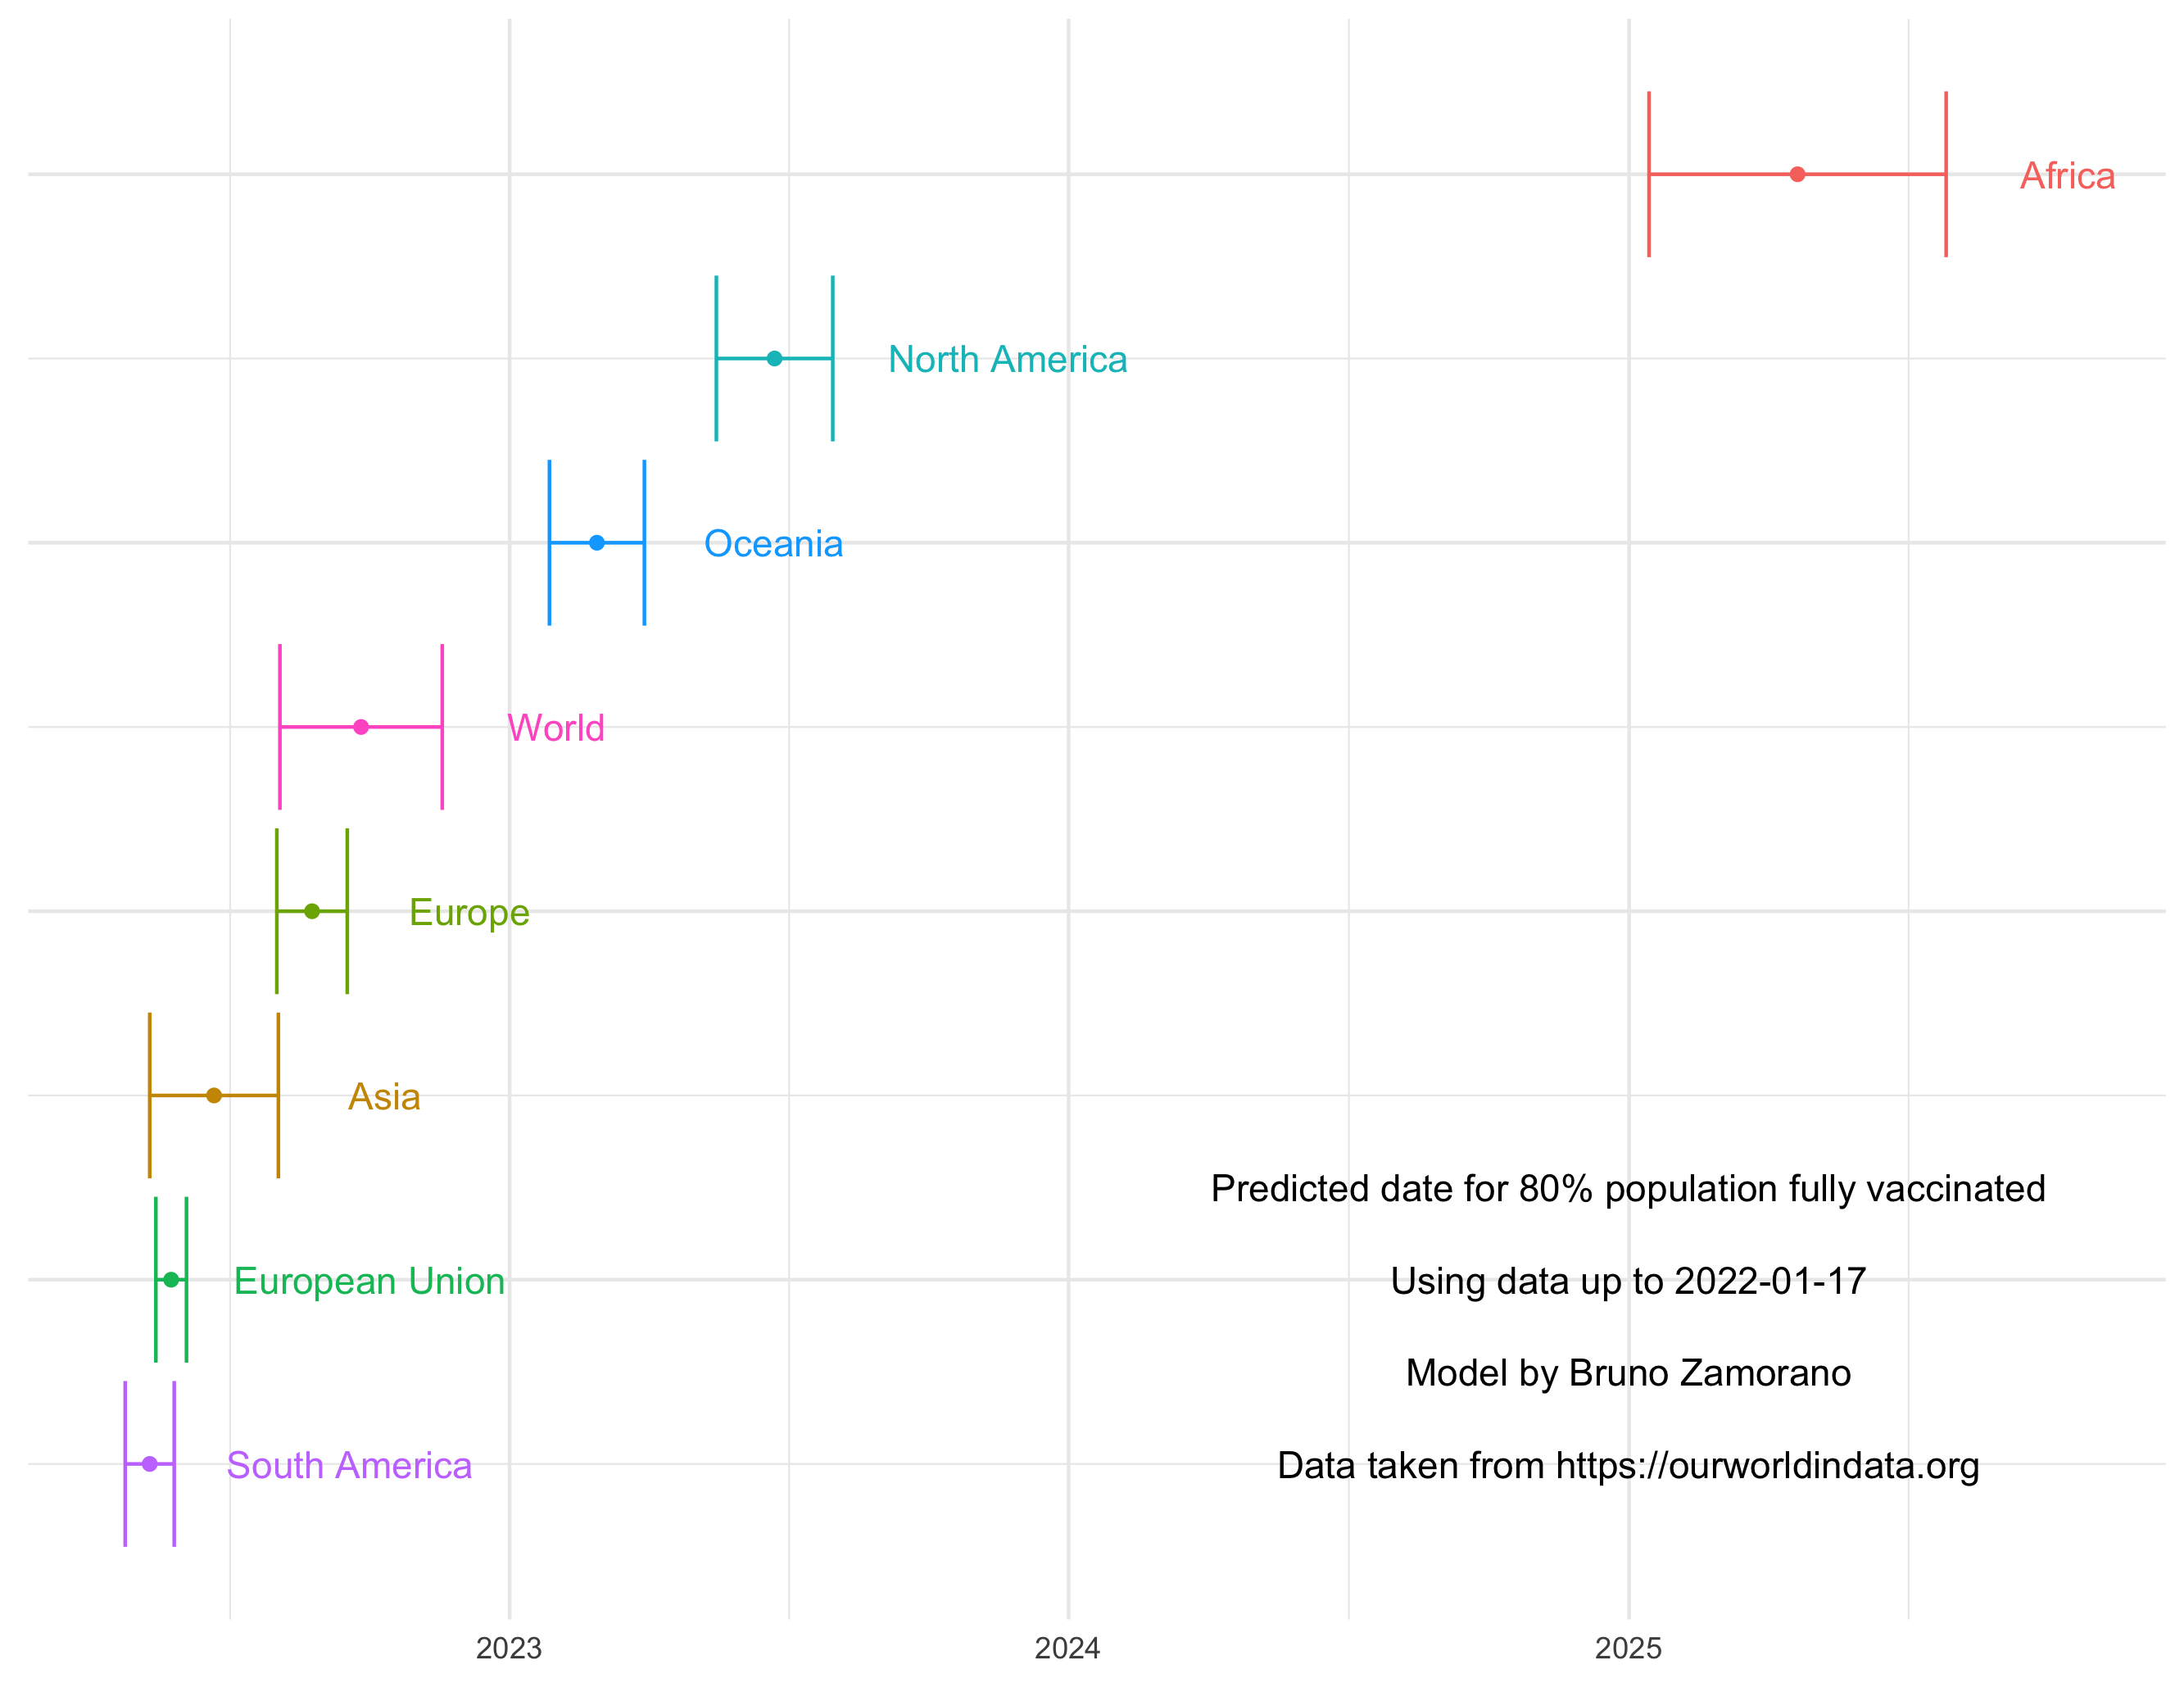 Africa
North America
Oceania
World
Europe
Asia
Predicted date for 80% population fully vaccinated
European Union
Using data up to 2022-01-17
Model by Bruno Zamorano
South America
Data taken from https://ourworldindata.org
2023
2024
2025